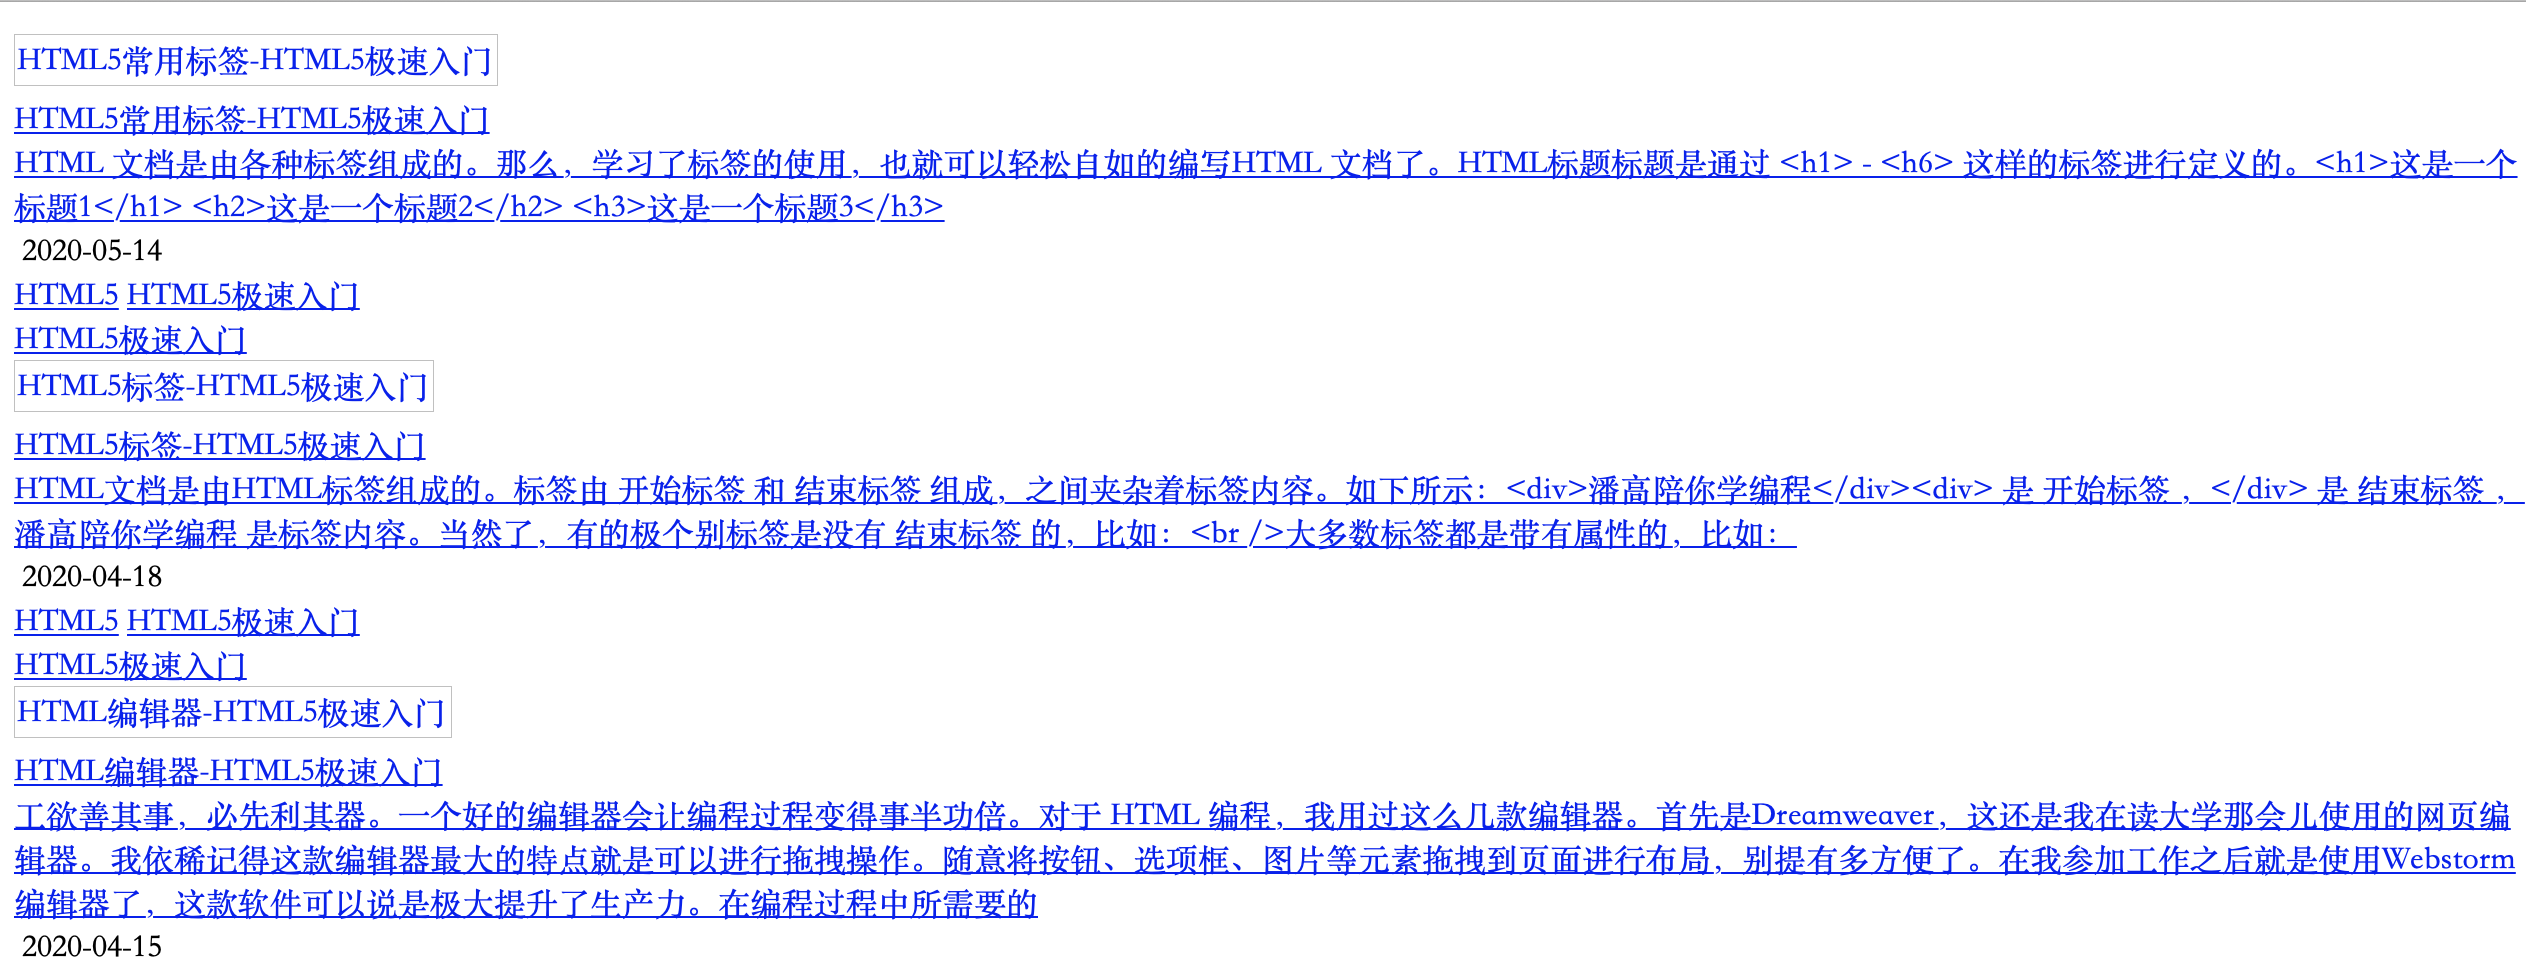 HTML5常用标签-HTML5极速入门
HTML5常用标签-HTML5极速入门
HTML 文档是由各种标签组成的。那么，学习了标签的使用，也就可以轻松自如的编写HTML 文档了。HTML标题标题是通过 <h1> - <h6> 这样的标签进行定义的。<h1>这是一个
标题1</h1> <h2>这是一个标题2</h2> <h3>这是一个标题3</h3>
2020-05-14
HTML5 HTML5极速入门
HTML5极速入门
HTML5标签-HTML5极速入门
HTML5标签-HTML5极速入门
HTML文档是由HTML标签组成的。标签由 开始标签 和 结束标签 组成，之间夹杂着标签内容。如下所示：<div>潘高陪你学编程</div><div> 是 开始标签 ，</div> 是 结束标签 ，
潘高陪你学编程 是标签内容。当然了，有的极个别标签是没有 结束标签 的，比如：<br />大多数标签都是带有属性的，比如：
2020-04-18
HTML5 HTML5极速入门
HTML5极速入门
HTML编辑器-HTML5极速入门
HTML编辑器-HTML5极速入门
工欲善其事，必先利其器。一个好的编辑器会让编程过程变得事半功倍。对于 HTML 编程，我用过这么几款编辑器。首先是Dreamweaver，这还是我在读大学那会儿使用的网页编
辑器。我依稀记得这款编辑器最大的特点就是可以进行拖拽操作。随意将按钮、选项框、图片等元素拖拽到页面进行布局，别提有多方便了。在我参加工作之后就是使用Webstorm
编辑器了，这款软件可以说是极大提升了生产力。在编程过程中所需要的
2020-04-15